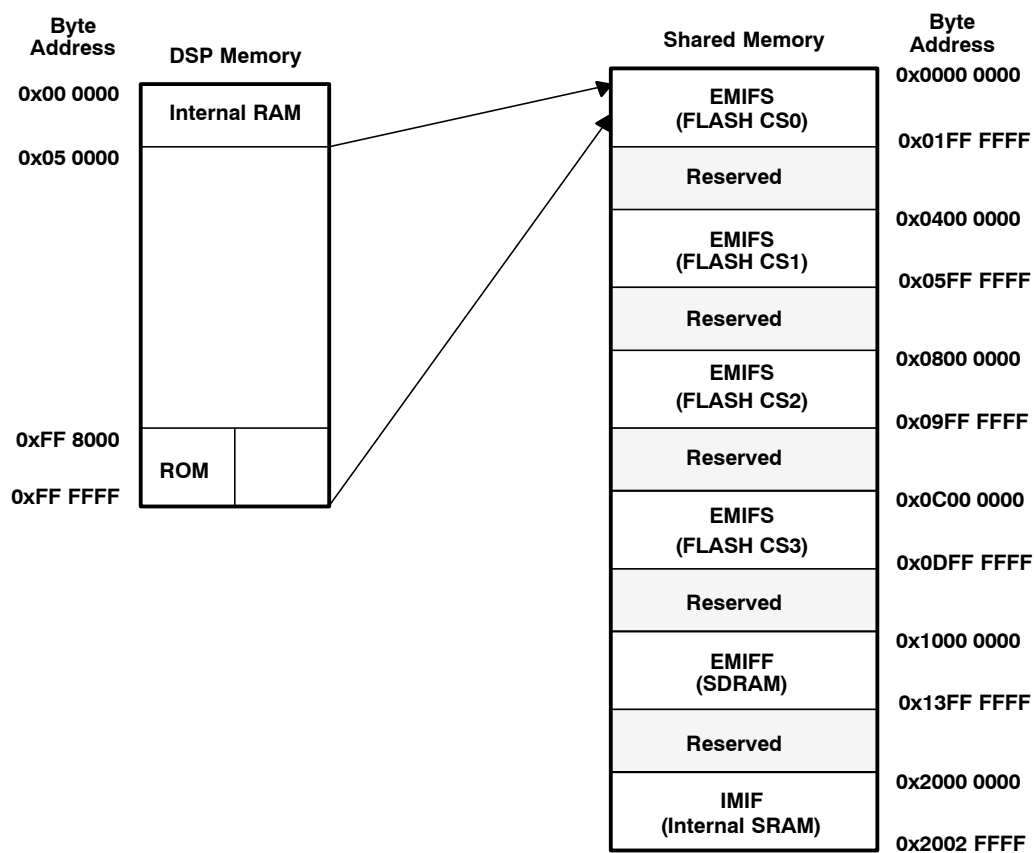 Byte
Address
DSP Memory
0x00 0000
Internal RAM
0x05 0000
0xFF 8000
ROM
0xFF FFFF
Shared Memory
Byte
Address
0x0000 0000
EMIFS
(FLASH CS0)
0x01FF FFFF
Reserved
0x0400 0000
EMIFS
(FLASH CS1)
0x05FF FFFF
Reserved
0x0800 0000
EMIFS
(FLASH CS2)
0x09FF FFFF
Reserved
0x0C00 0000
EMIFS
(FLASH CS3)
0x0DFF FFFF
Reserved
0x1000 0000
EMIFF
(SDRAM)
0x13FF FFFF
Reserved
0x2000 0000
IMIF
(Internal SRAM)
0x2002 FFFF